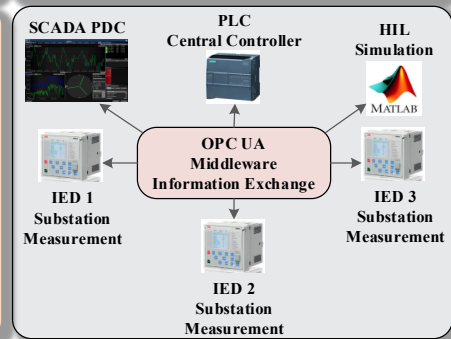 SCADA PDC
PLC
Central Controller
HIL
Simulation
MATLAB
OPC UA
Middleware
Information Exchange
IED 1
Substation
Measurement
IED 2
Substation
Measurement
IED 3
Substation
Measurement